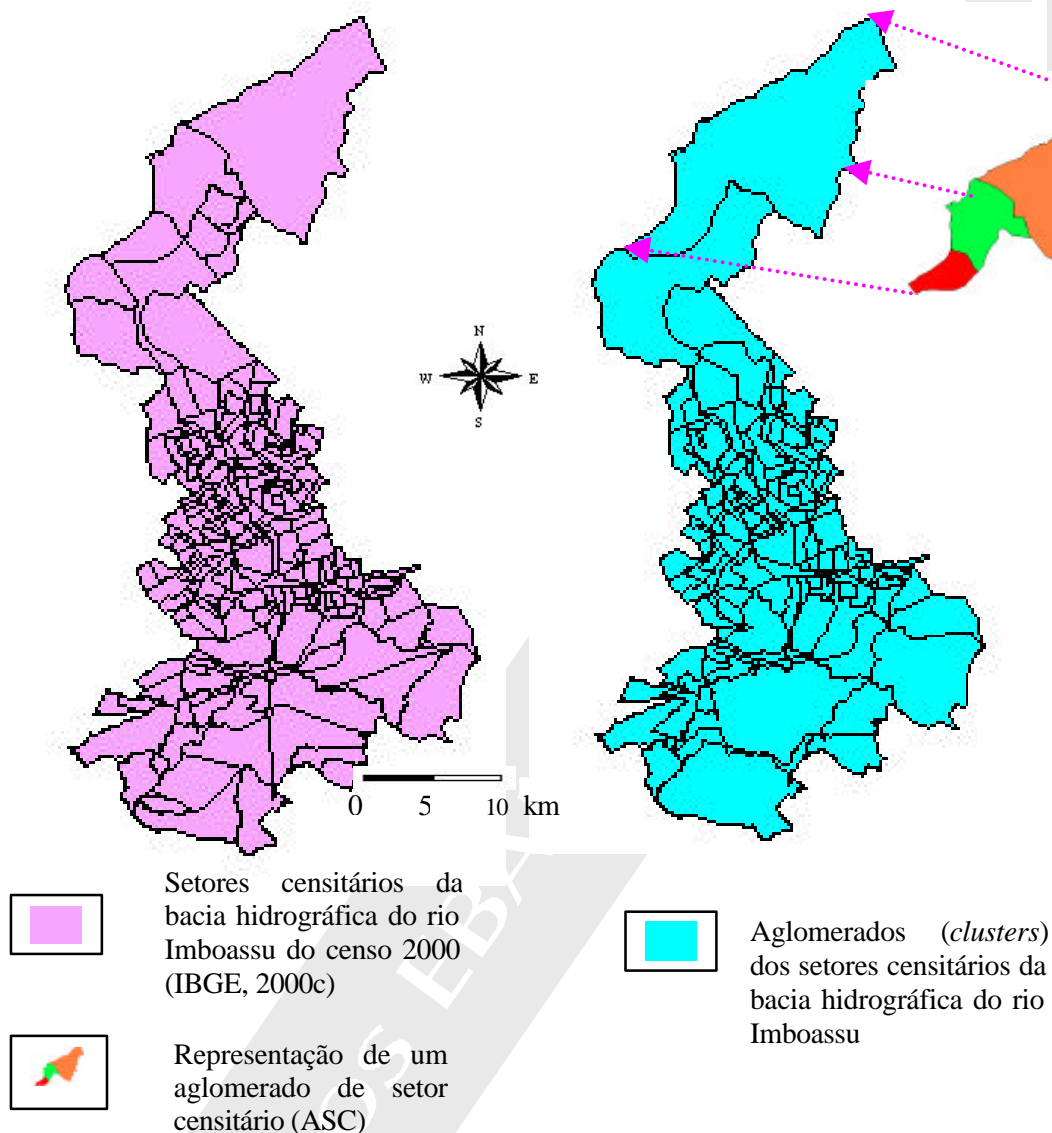 N
W E
S
0 5 10 km
Setores censitários da
bacia hidrográfica do rio
Imboassu do censo 2000
(IBGE, 2000c)
Aglomerados (clusters)
dos setores censitários da
bacia hidrográfica do rio
Imboassu
Representação de um
aglomerado de setor
censitário (ASC)